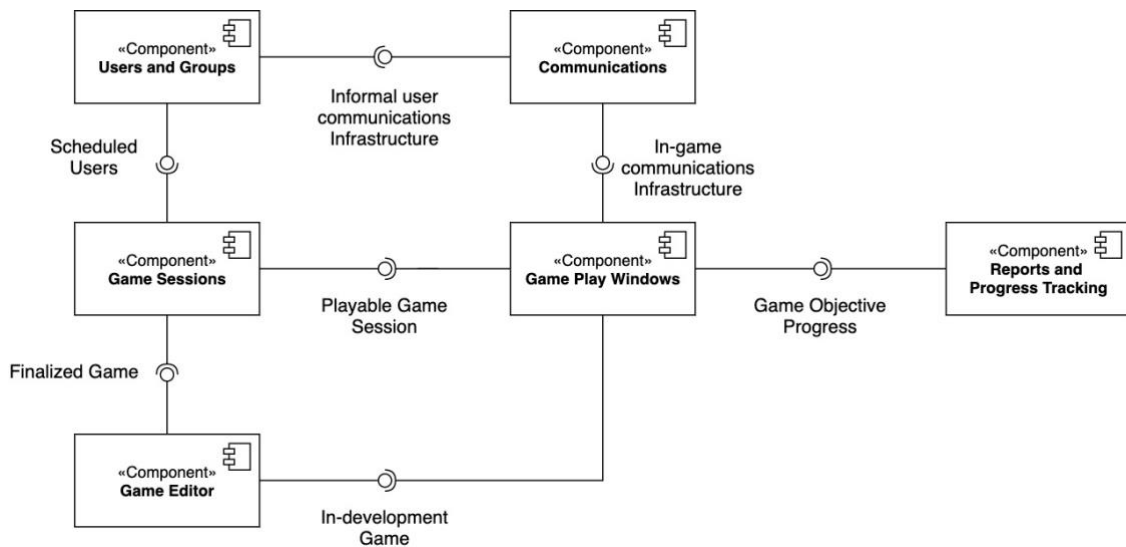 «Component»
Users and Groups
«Component»
Communications
Informal user
communications
Infrastructure
Scheduled
Users
In-game
communications
Infrastructure
«Component»
Game Sessions
«Component»
Game Play Windows
«Component»
Reports and
Progress Tracking
Playable Game
Session
Game Objective
Progress
Finalized Game
«Component»
Game Editor
In-development
Game